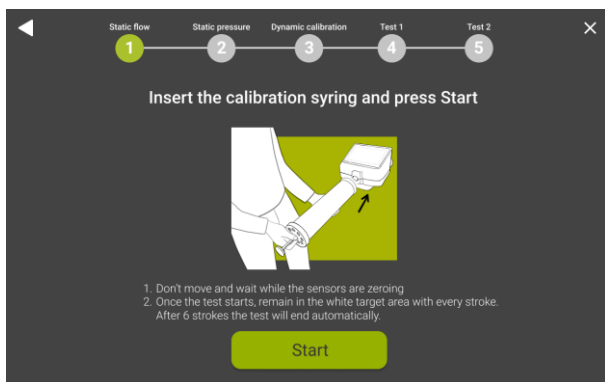 Static flow Static pressure Dynamic calibration Test 1 Test 2
1 2 3 4 5
Insert the calibration syring and press Start
1. Don't move and wait while the sensors are zeroing
2. Once the test starts, remain in the white target area with every stroke.
After 6 strokes the test will end automatically.
Start